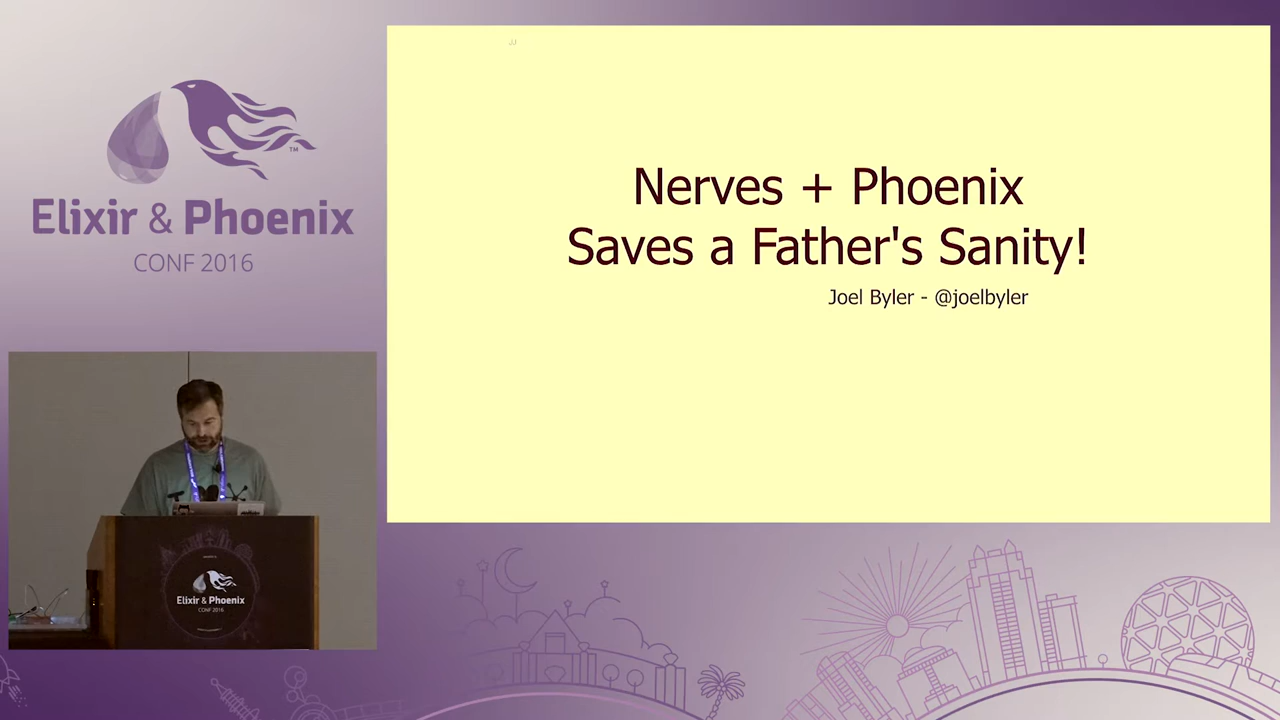 Elixir & Phoenix
CONF 2016
Nerves + Phoenix
Saves a Father's Sanity!
Joel Byler - @joelbyler
Elixir & Phoenix
CONF 2016